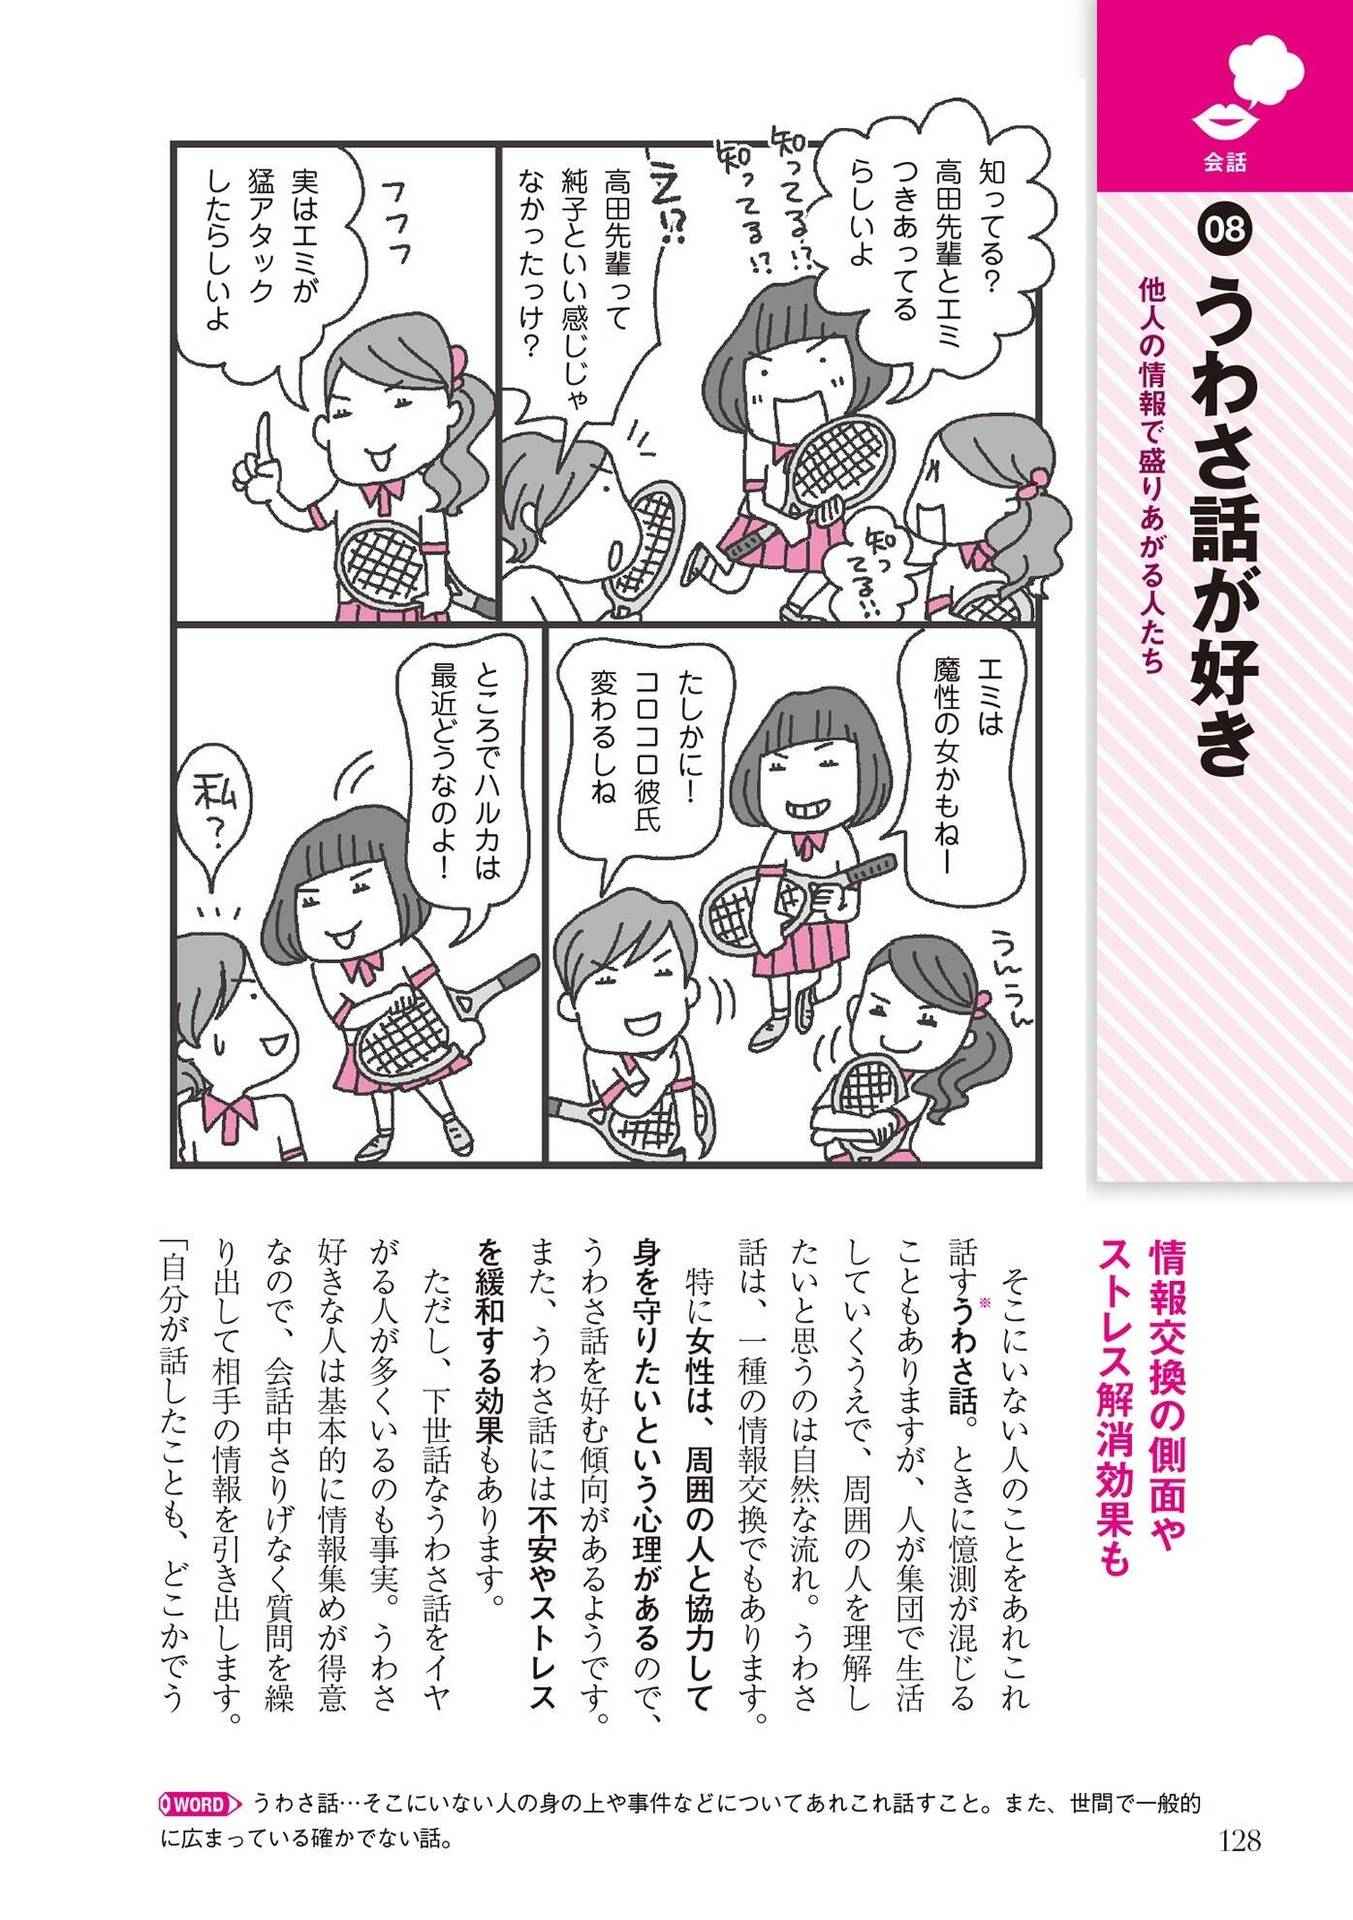 会話
08
うわさ話が好き
他人の情報で盛りあがる人たち
知ってる?
高田先輩とエミ
つきあってる
らしいよ
知ってる!?
知ってる!?
知っ
てる!!
え!?
高田先輩って
純子といい感じじゃ
なかったっけ?
フフフ
実はエミが
猛アタック
したらしいよ
エミは
魔性の女かもねー
うんうん
たしかに!
コロコロ彼氏
変わるしね
ところでハルカは
最近どうなのよ!
私?
情報交換の側面や
ストレス解消効果も
そこにいない人のことをあれこれ
話すうわさ話※。ときに憶測が混じる
こともありますが、人が集団で生活
していくうえで、周囲の人を理解し
たいと思うのは自然な流れ。うわさ
話は、一種の情報交換でもあります。
特に女性は、周囲の人と協力して
身を守りたいという心理があるので、
うわさ話を好む傾向があるようです。
また、うわさ話には不安やストレス
を緩和する効果もあります。
ただし、下世話なうわさ話をイヤ
がる人が多くいるのも事実。うわさ
好きな人は基本的に情報集めが得意
なので、会話中さりげなく質問を繰
り出して相手の情報を引き出します。
「自分が話したことも、どこかでう
WORD うわさ話…そこにいない人の身の上や事件などについてあれこれ話すこと。また、世間で一般的
に広まっている確かでない話。
128